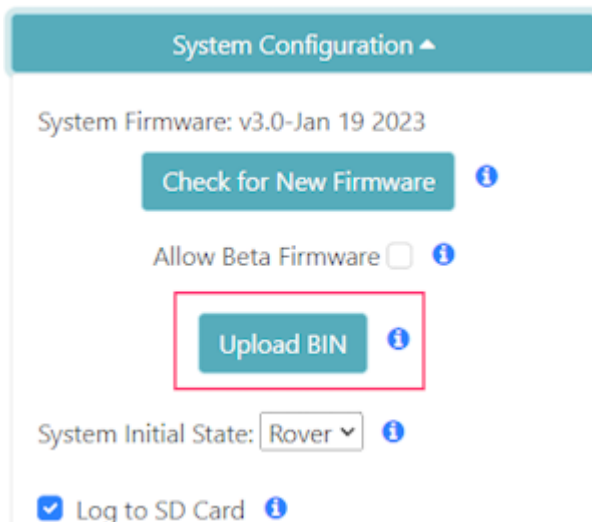 System Configuration
System Firmware: v3.0-Jan 19 2023
Check for New Firmware
Allow Beta Firmware
Upload BIN
System Initial State: Rover
Log to SD Card